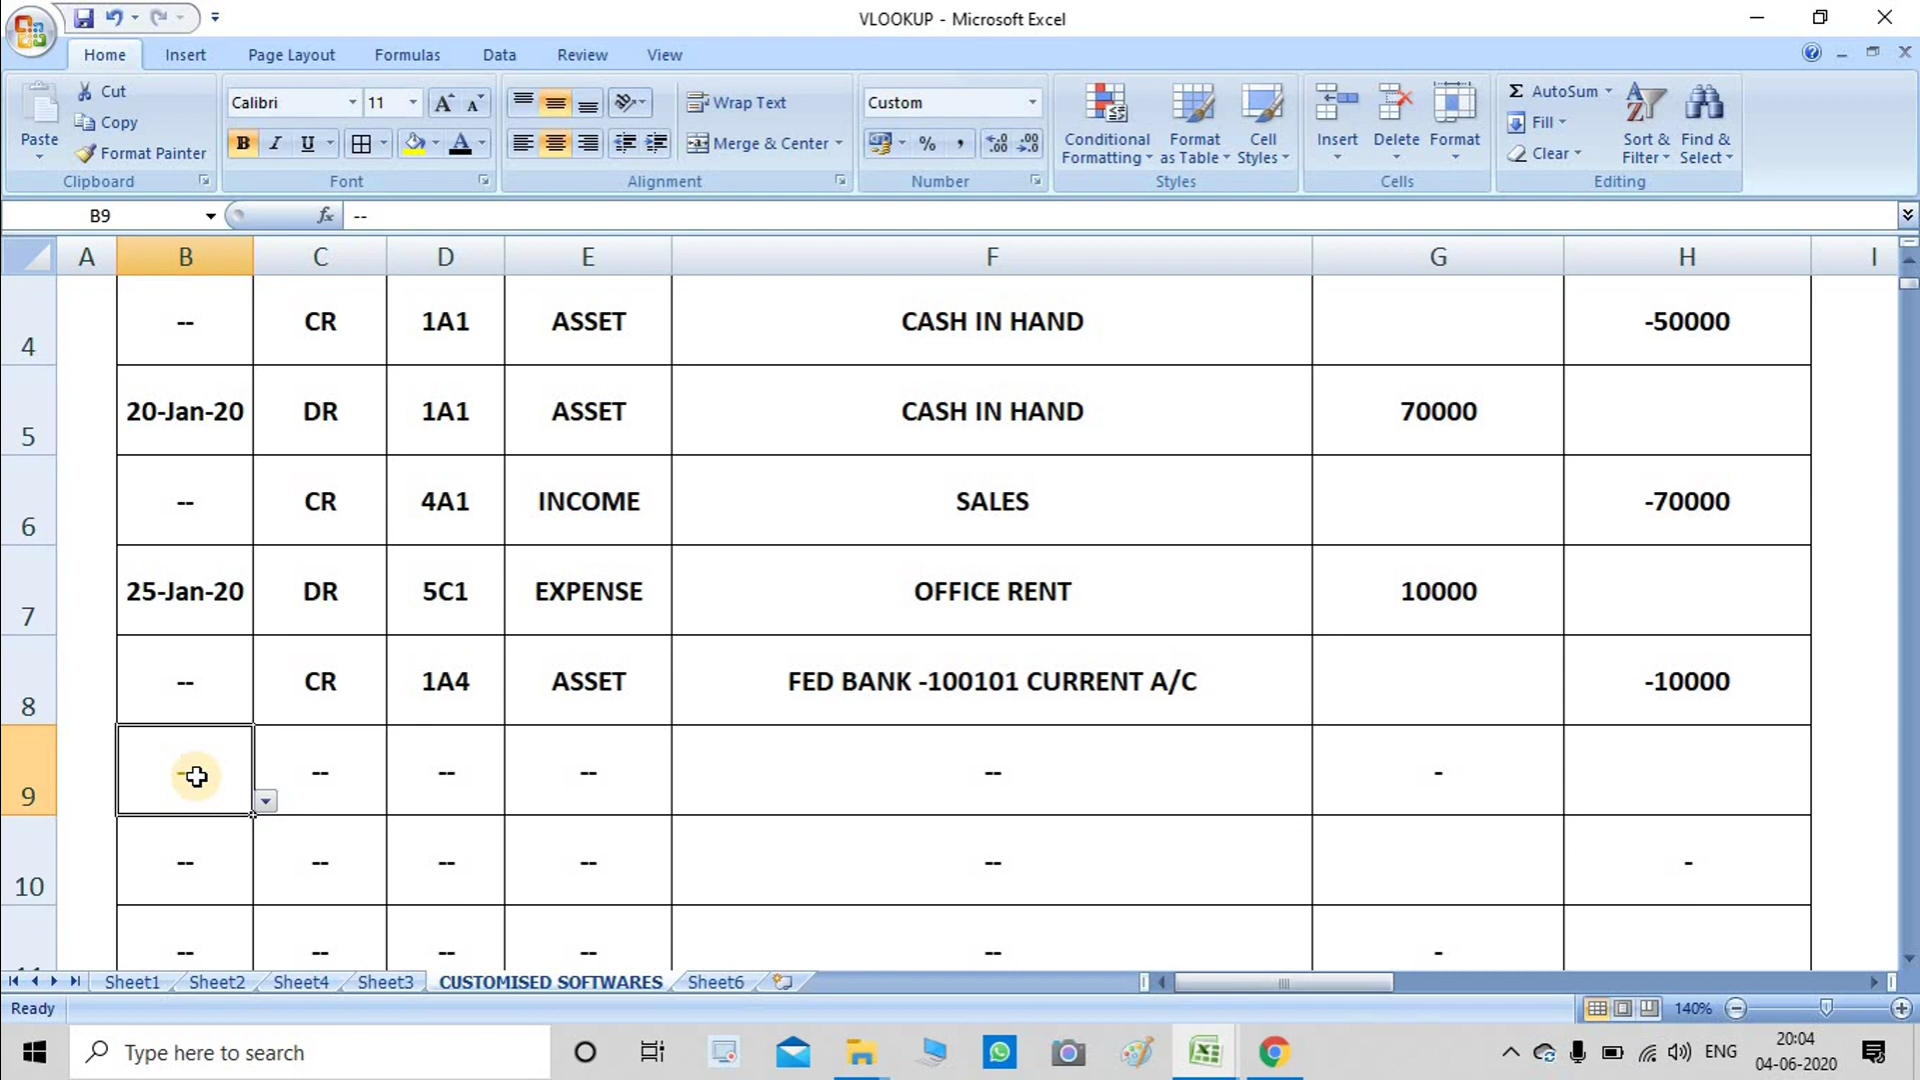 VLOOKUP - Microsoft Excel
Home Insert Page Layout Formulas Data Review View
Paste
Cut
Copy
Format Painter
Clipboard
Calibri 11
Font
Wrap Text
Merge & Center
Alignment
Custom
% ,
Number
Conditional Formatting
Format as Table
Cell Styles
Styles
Insert Delete Format
Cells
Σ AutoSum
Fill
Clear
Sort & Filter
Find & Select
Editing
B9 fx --
A B C D E F G H I
4 -- CR 1A1 ASSET CASH IN HAND -50000
5 20-Jan-20 DR 1A1 ASSET CASH IN HAND 70000
6 -- CR 4A1 INCOME SALES -70000
7 25-Jan-20 DR 5C1 EXPENSE OFFICE RENT 10000
8 -- CR 1A4 ASSET FED BANK -100101 CURRENT A/C -10000
9 -- -- -- -- -- -
10 -- -- -- -- -- -
-- -- -- -- -- -
Sheet1 Sheet2 Sheet4 Sheet3 CUSTOMISED SOFTWARES Sheet6
Ready 140%
Type here to search
ENG
20:04
04-06-2020